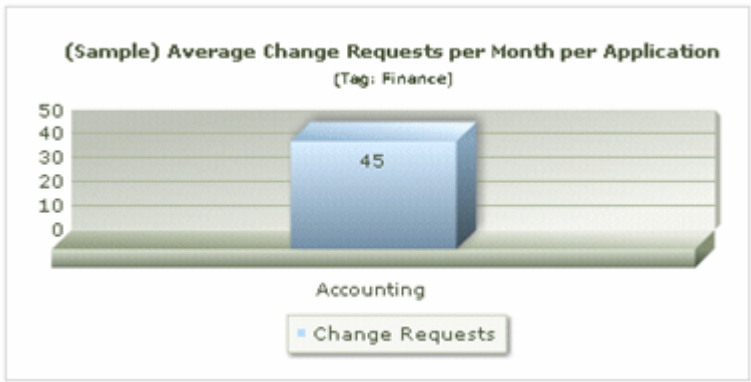 (Sample) Average Change Requests per Month per Application
(Tag: Finance)
50
40
30
20
10
0
45
Accounting
Change Requests